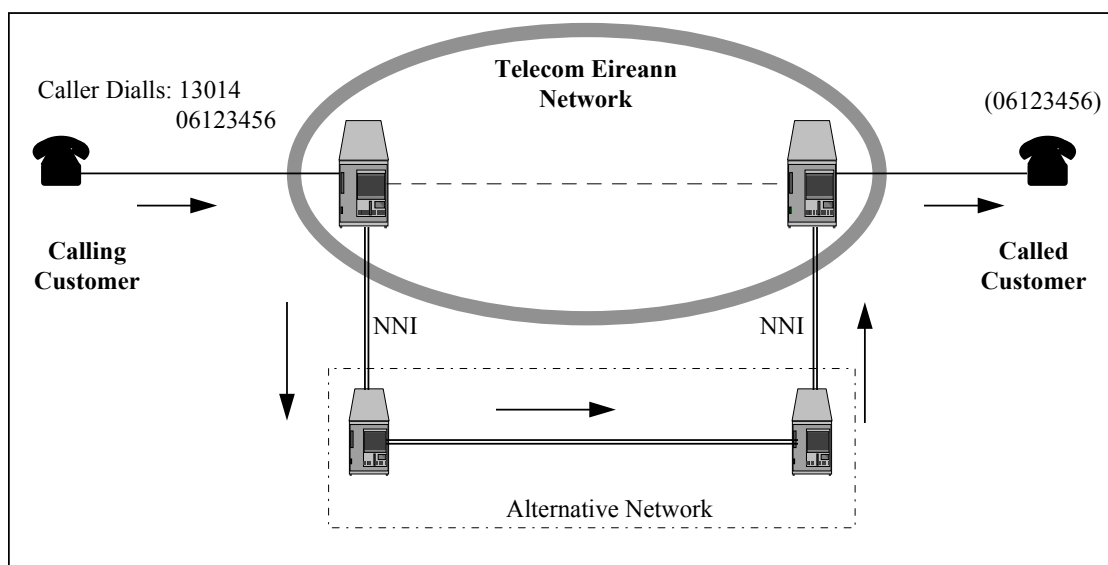 Telecom Eireann
Network
Caller Dialls: 13014
06123456
(06123456)
Calling
Customer
Called
Customer
NNI
NNI
Alternative Network